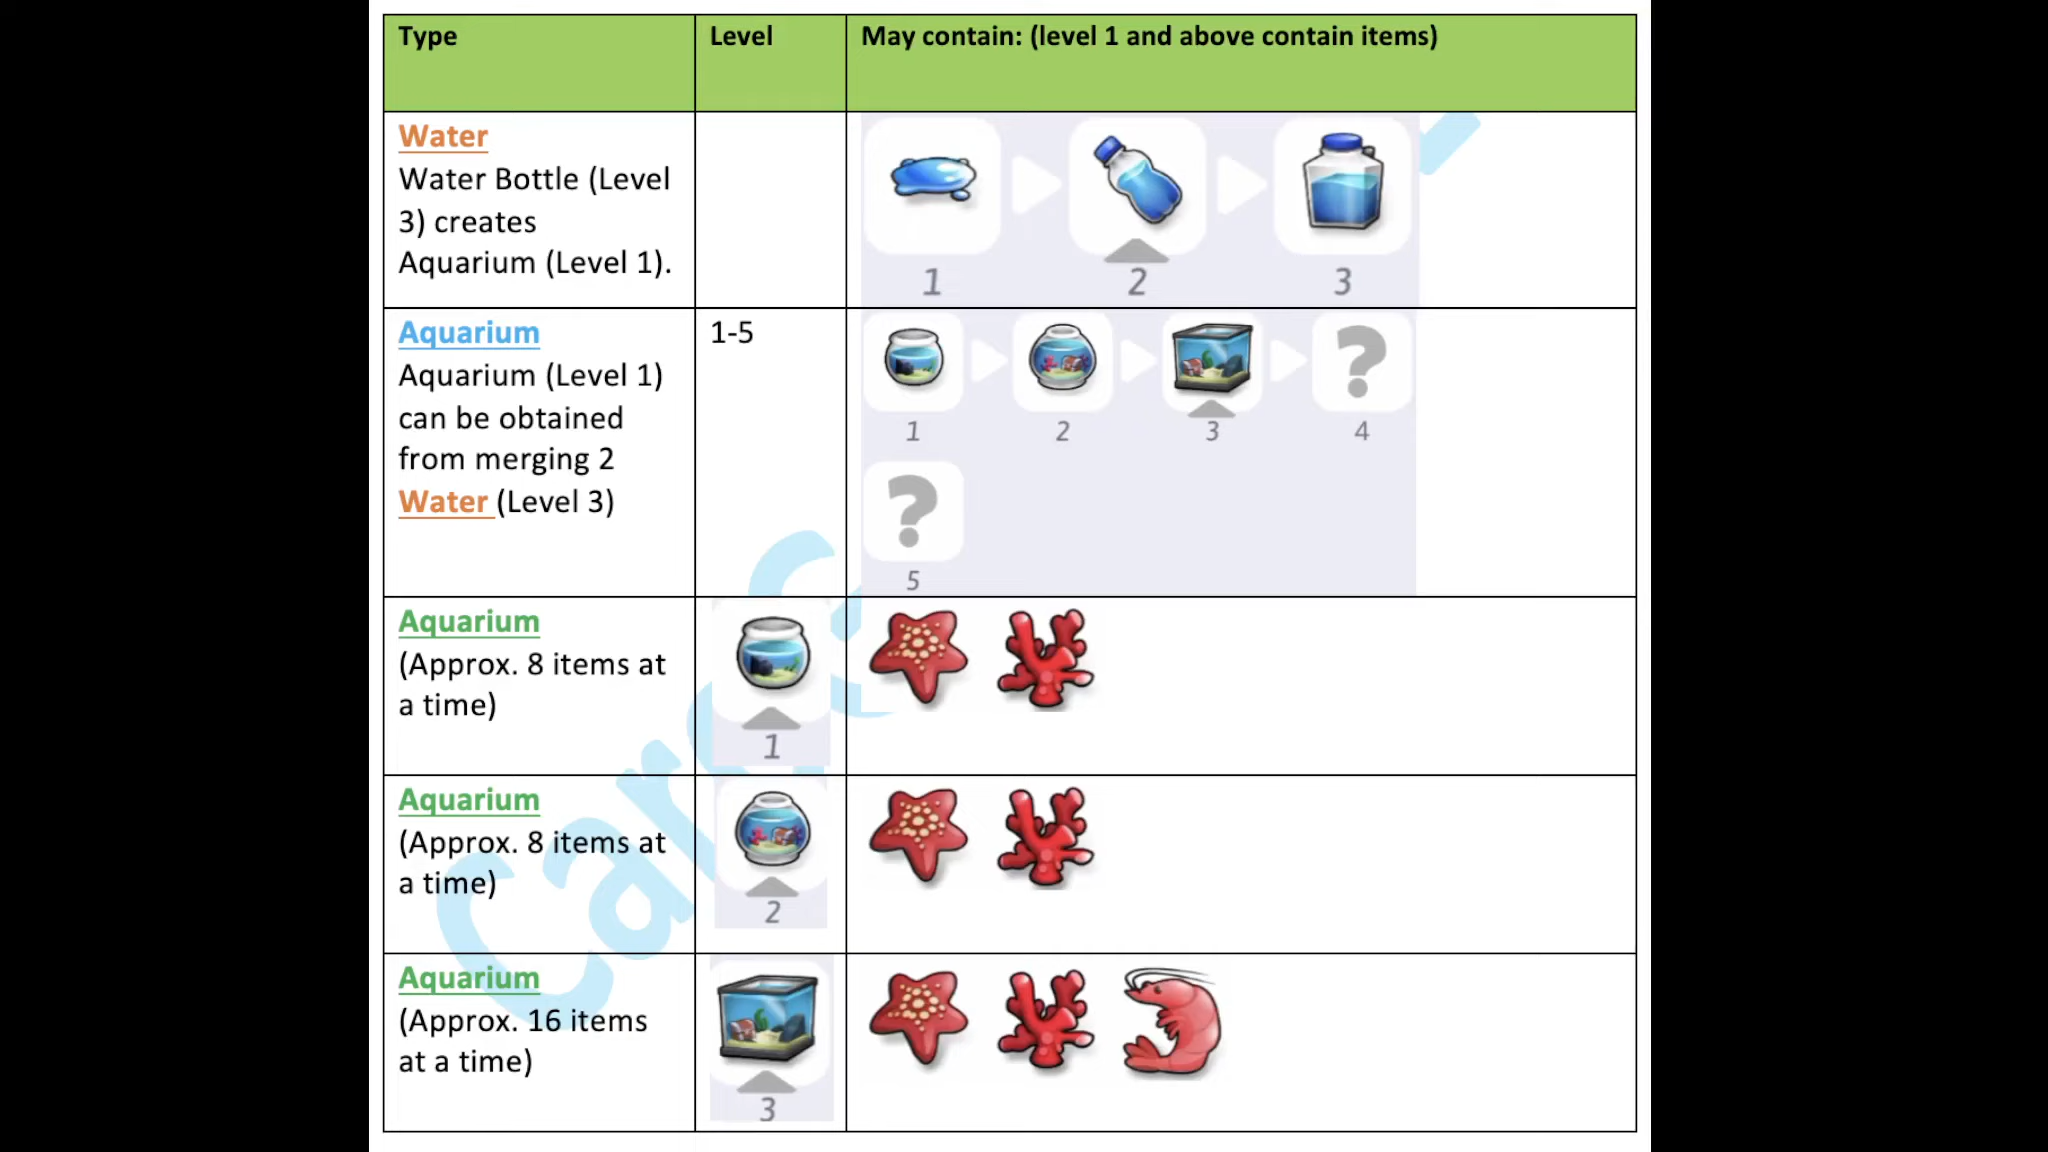 Type
Level
May contain: (level 1 and above contain items)
Water
Water Bottle (Level
3) creates
Aquarium (Level 1).
1
2
3
Aquarium
Aquarium (Level 1)
can be obtained
from merging 2
Water (Level 3)
1-5
1
2
3
?
4
?
5
Aquarium
(Approx. 8 items at
a time)
1
Aquarium
(Approx. 8 items at
a time)
2
Aquarium
(Approx. 16 items
at a time)
3